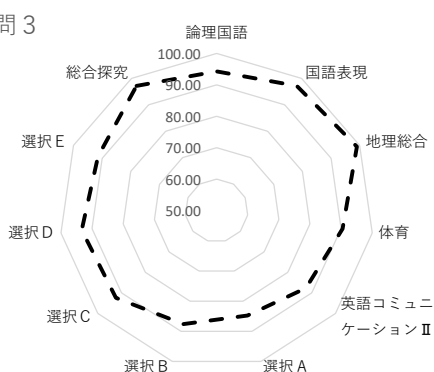 問3
論理国語
国語表現
地理総合
体育
英語コミュニ
ケーションⅡ
選択A
選択B
選択C
選択D
選択E
総合探究
100.00
90.00
80.00
70.00
60.00
50.00